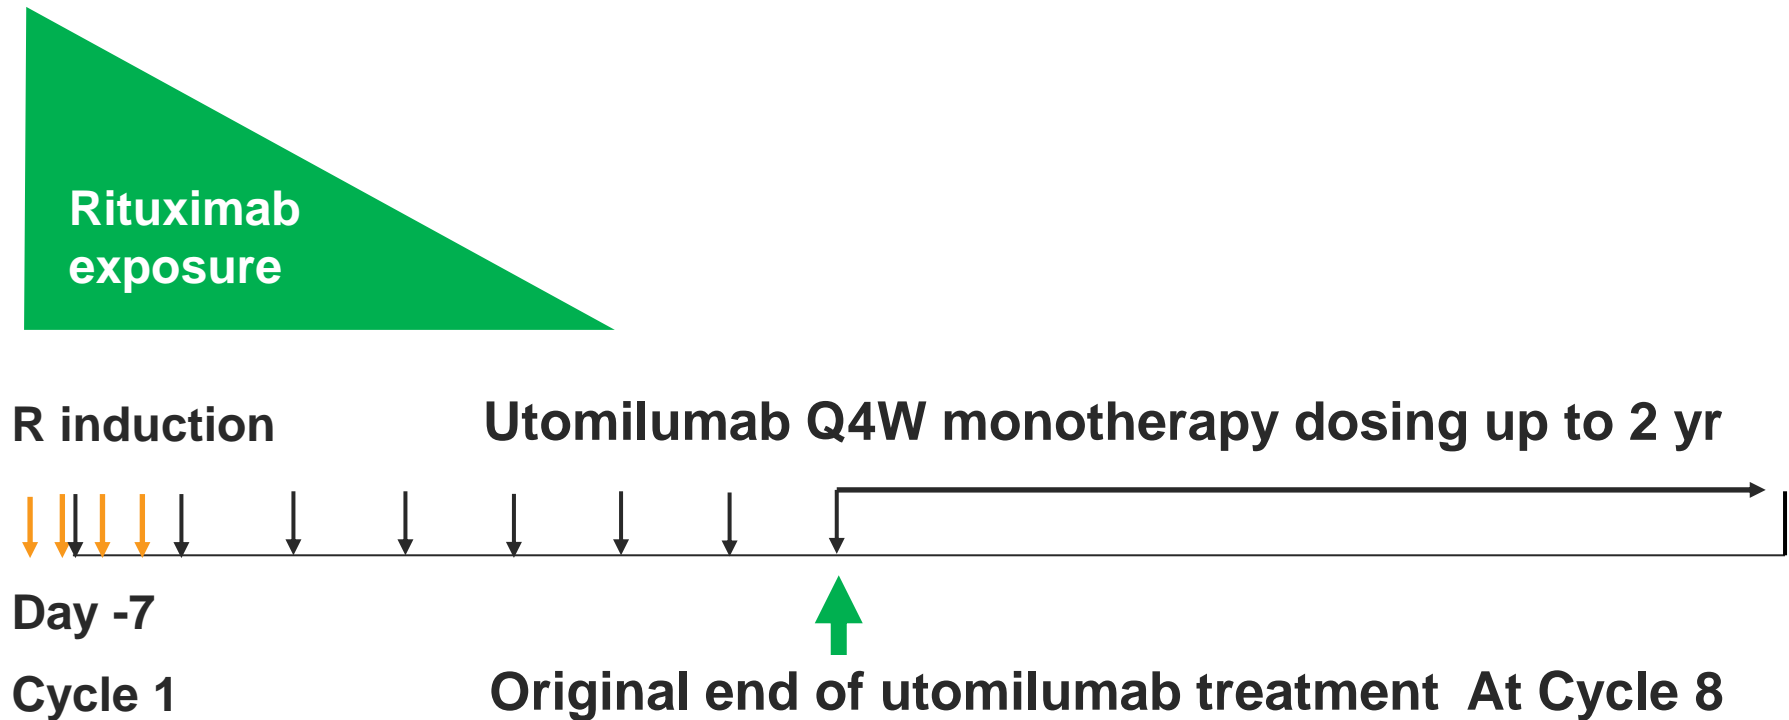 Rituximab
exposure
R induction
Utomilumab Q4W monotherapy dosing up to 2 yr
Day -7
Cycle 1
Original end of utomilumab treatment At Cycle 8